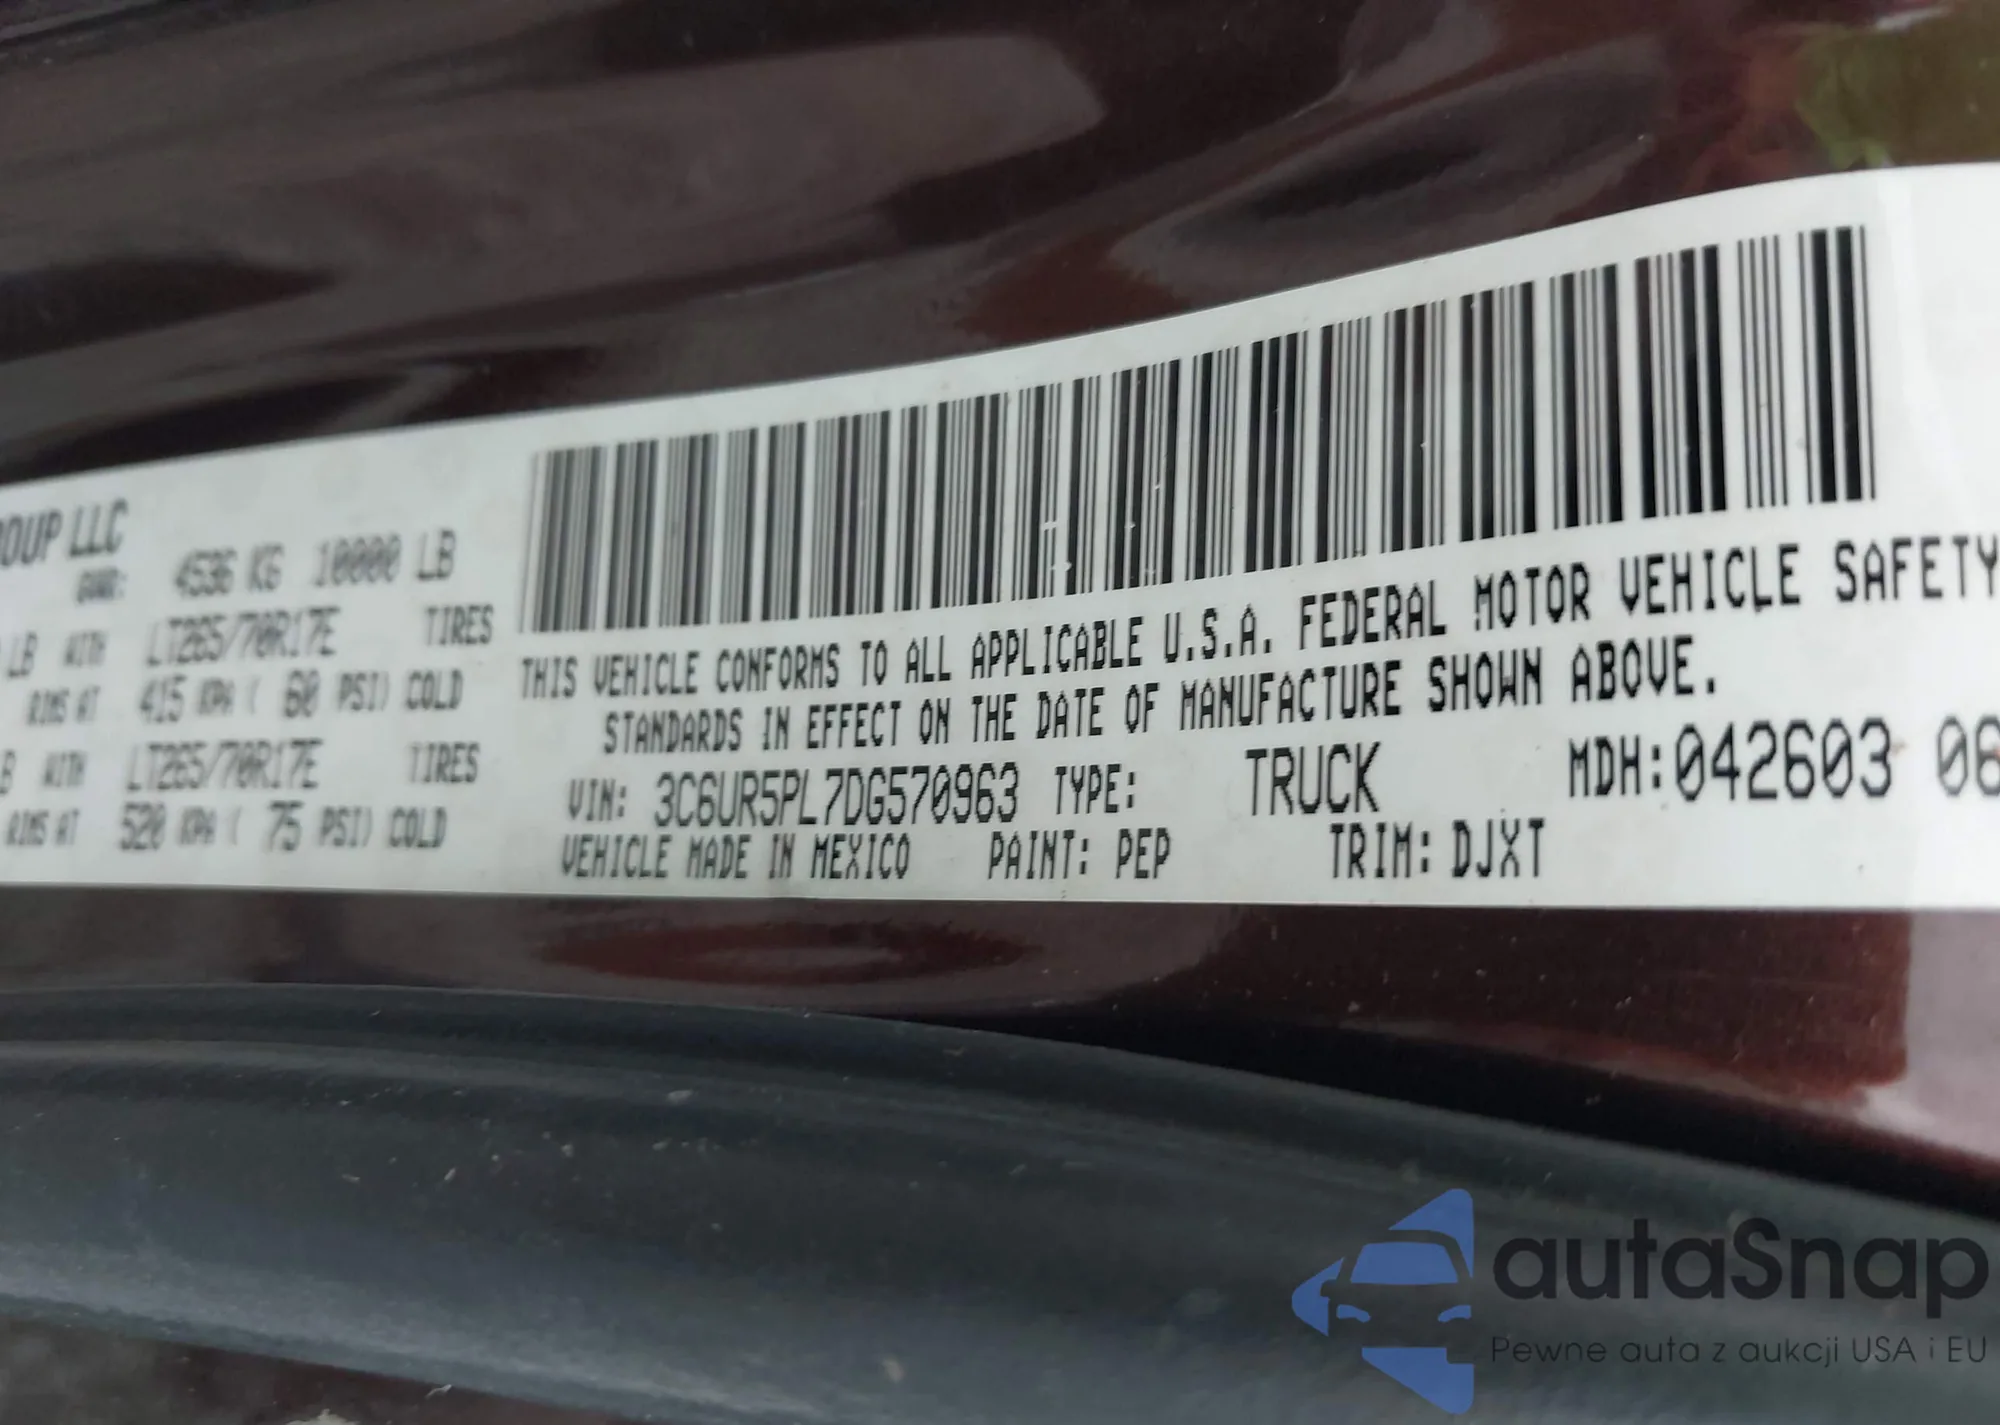 ROUP LLC
GVWR: 4536 KG 10000 LB
LB WITH LT265/70R17E TIRES
RIMS AT 415 KPA ( 60 PSI) COLD
B WITH LT265/70R17E TIRES
RIMS AT 520 KPA ( 75 PSI) COLD
THIS VEHICLE CONFORMS TO ALL APPLICABLE U.S.A. FEDERAL MOTOR VEHICLE SAFETY
STANDARDS IN EFFECT ON THE DATE OF MANUFACTURE SHOWN ABOVE.
VIN: 3C6UR5PL7DG570963 TYPE: TRUCK MDH:042603 06
VEHICLE MADE IN MEXICO PAINT: PEP TRIM: DJXT
autaSnap
Pewne auta z aukcji USA i EU